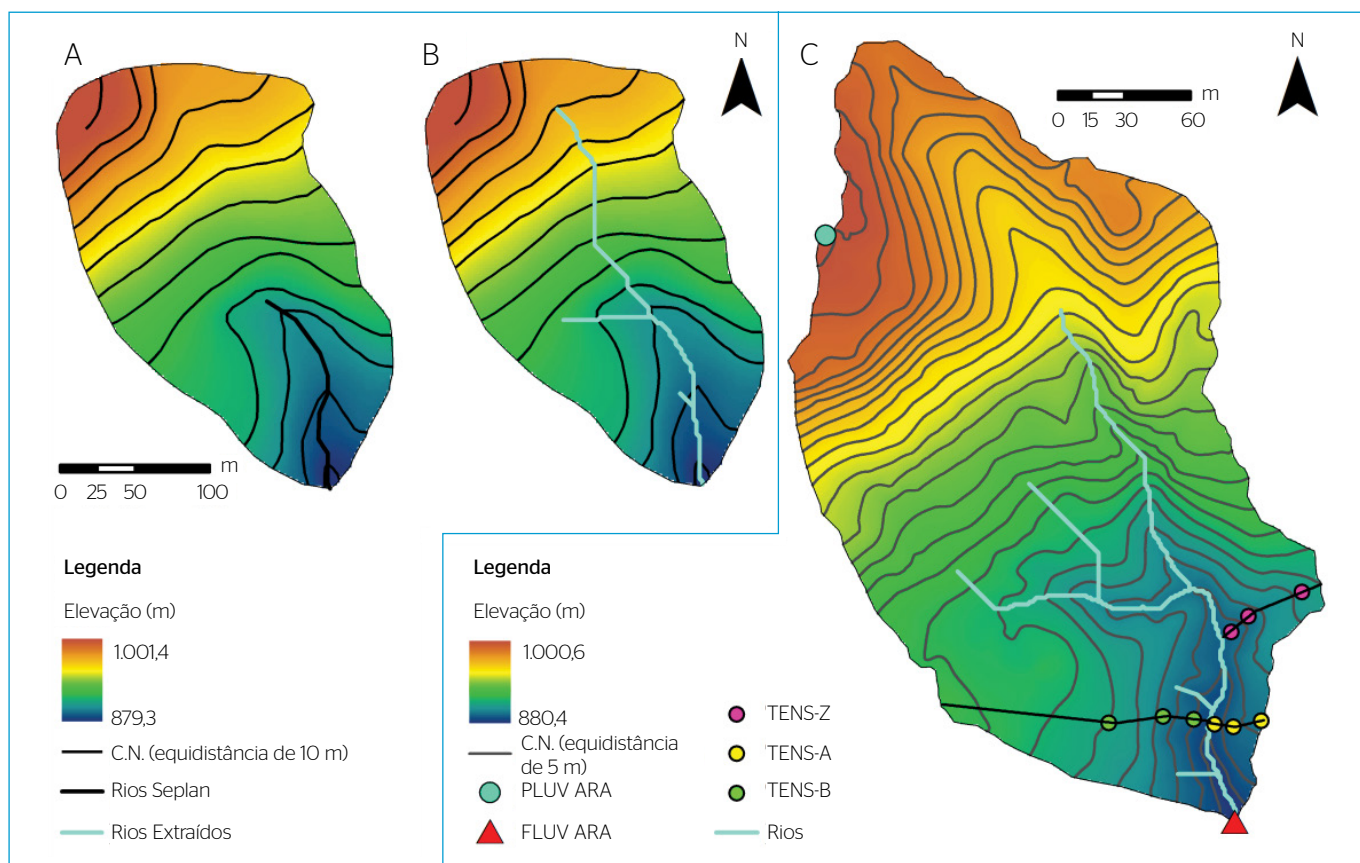 A
B
N
m
0 25 50 100
Legenda
Elevação (m)
1.001,4
879,3
C.N. (equidistância de 10 m)
Rios Seplan
Rios Extraídos
Legenda
Elevação (m)
1.000,6
880,4
C.N. (equidistância
de 5 m)
PLUV ARA
FLUV ARA
'TENS-Z
'TENS-A
'TENS-B
Rios
C
m
0 15 30 60
N